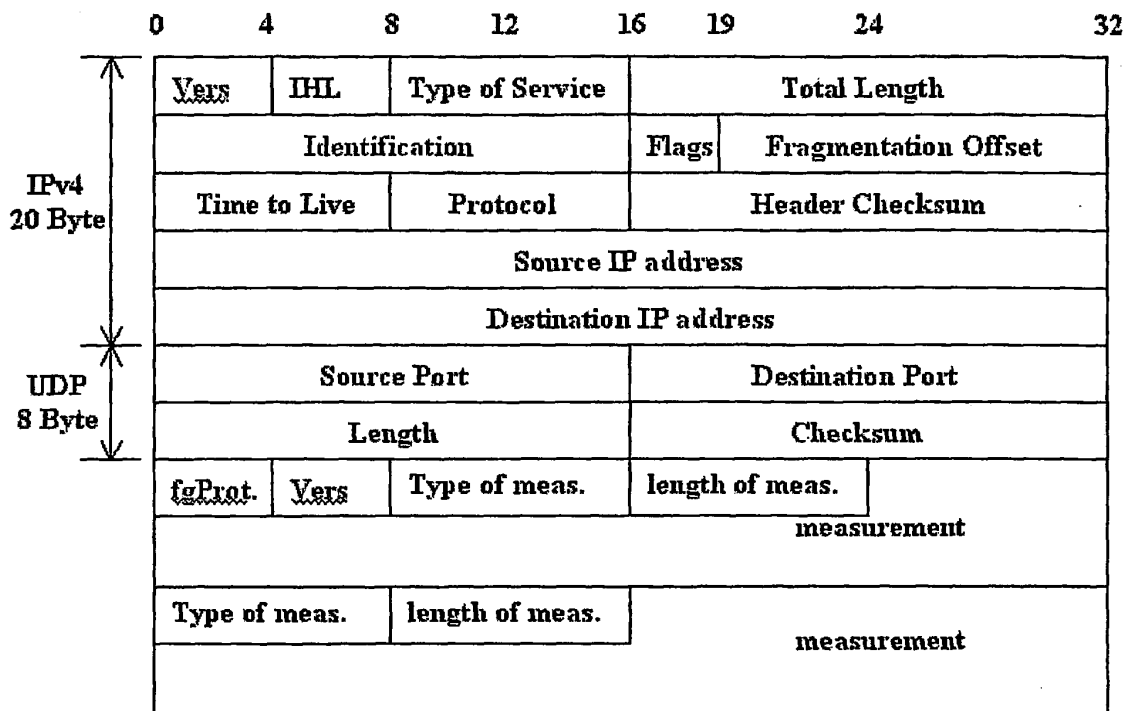 0 4 8 12 16 19 24 32
Vers IHL Type of Service Total Length
Identification Flags Fragmentation Offset
IPv4
20 Byte
Time to Live Protocol Header Checksum
Source IP address
Destination IP address
UDP
8 Byte
Source Port Destination Port
Length Checksum
fgProt. Vers Type of meas. length of meas.
measurement
Type of meas. length of meas.
measurement